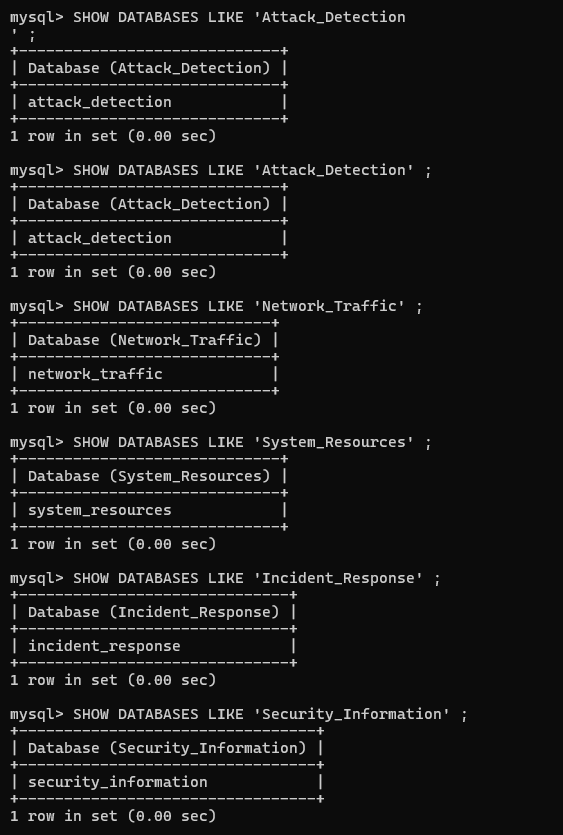 mysql> SHOW DATABASES LIKE 'Attack_Detection
' ;
+-----------------------------+
| Database (Attack_Detection) |
+-----------------------------+
| attack_detection            |
+-----------------------------+
1 row in set (0.00 sec)

mysql> SHOW DATABASES LIKE 'Attack_Detection' ;
+-----------------------------+
| Database (Attack_Detection) |
+-----------------------------+
| attack_detection            |
+-----------------------------+
1 row in set (0.00 sec)

mysql> SHOW DATABASES LIKE 'Network_Traffic' ;
+----------------------------+
| Database (Network_Traffic) |
+----------------------------+
| network_traffic            |
+----------------------------+
1 row in set (0.00 sec)

mysql> SHOW DATABASES LIKE 'System_Resources' ;
+-----------------------------+
| Database (System_Resources) |
+-----------------------------+
| system_resources            |
+-----------------------------+
1 row in set (0.00 sec)

mysql> SHOW DATABASES LIKE 'Incident_Response' ;
+------------------------------+
| Database (Incident_Response) |
+------------------------------+
| incident_response            |
+------------------------------+
1 row in set (0.00 sec)

mysql> SHOW DATABASES LIKE 'Security_Information' ;
+---------------------------------+
| Database (Security_Information) |
+---------------------------------+
| security_information            |
+---------------------------------+
1 row in set (0.00 sec)